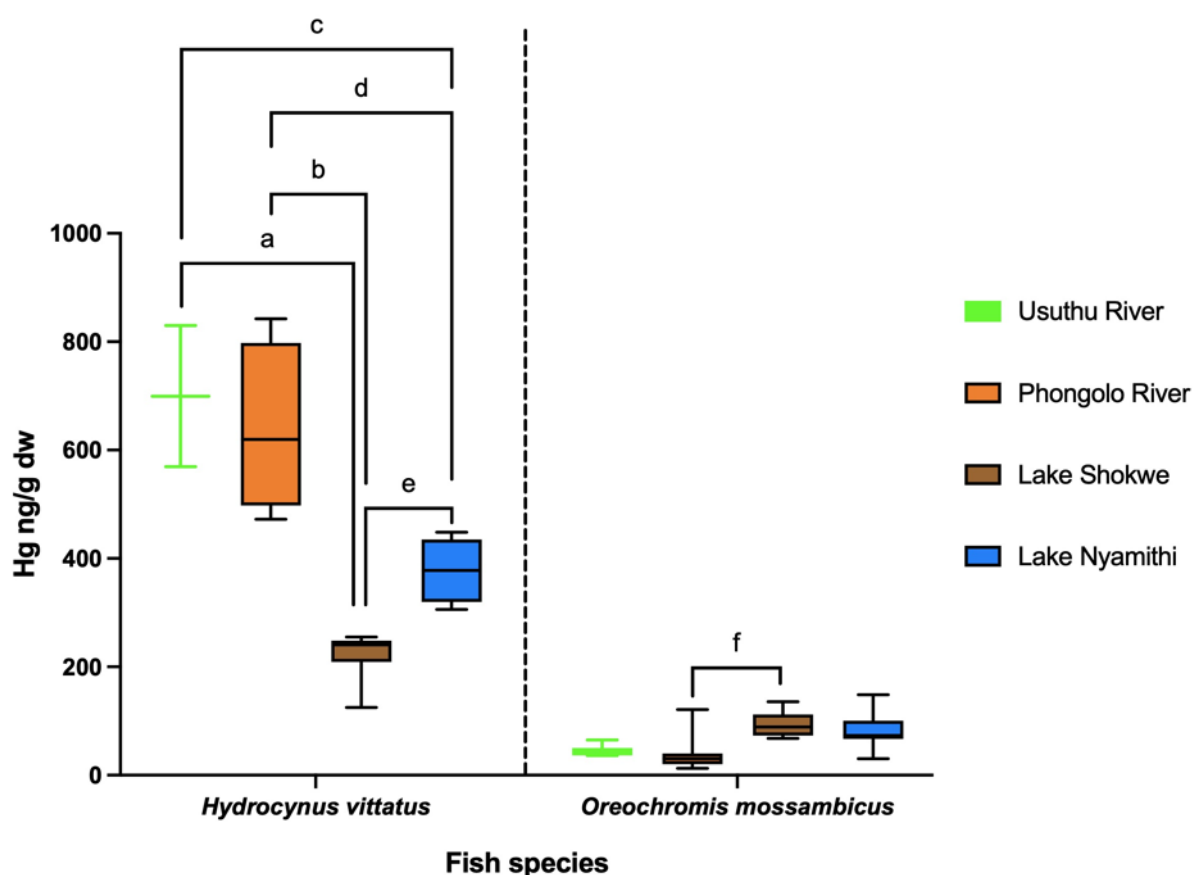 c
d
b
a
e
f
1000
800
600
400
200
0
Hg ng/g dw
Hydrocynus vittatus
Oreochromis mossambicus
Fish species
Usuthu River
Phongolo River
Lake Shokwe
Lake Nyamithi